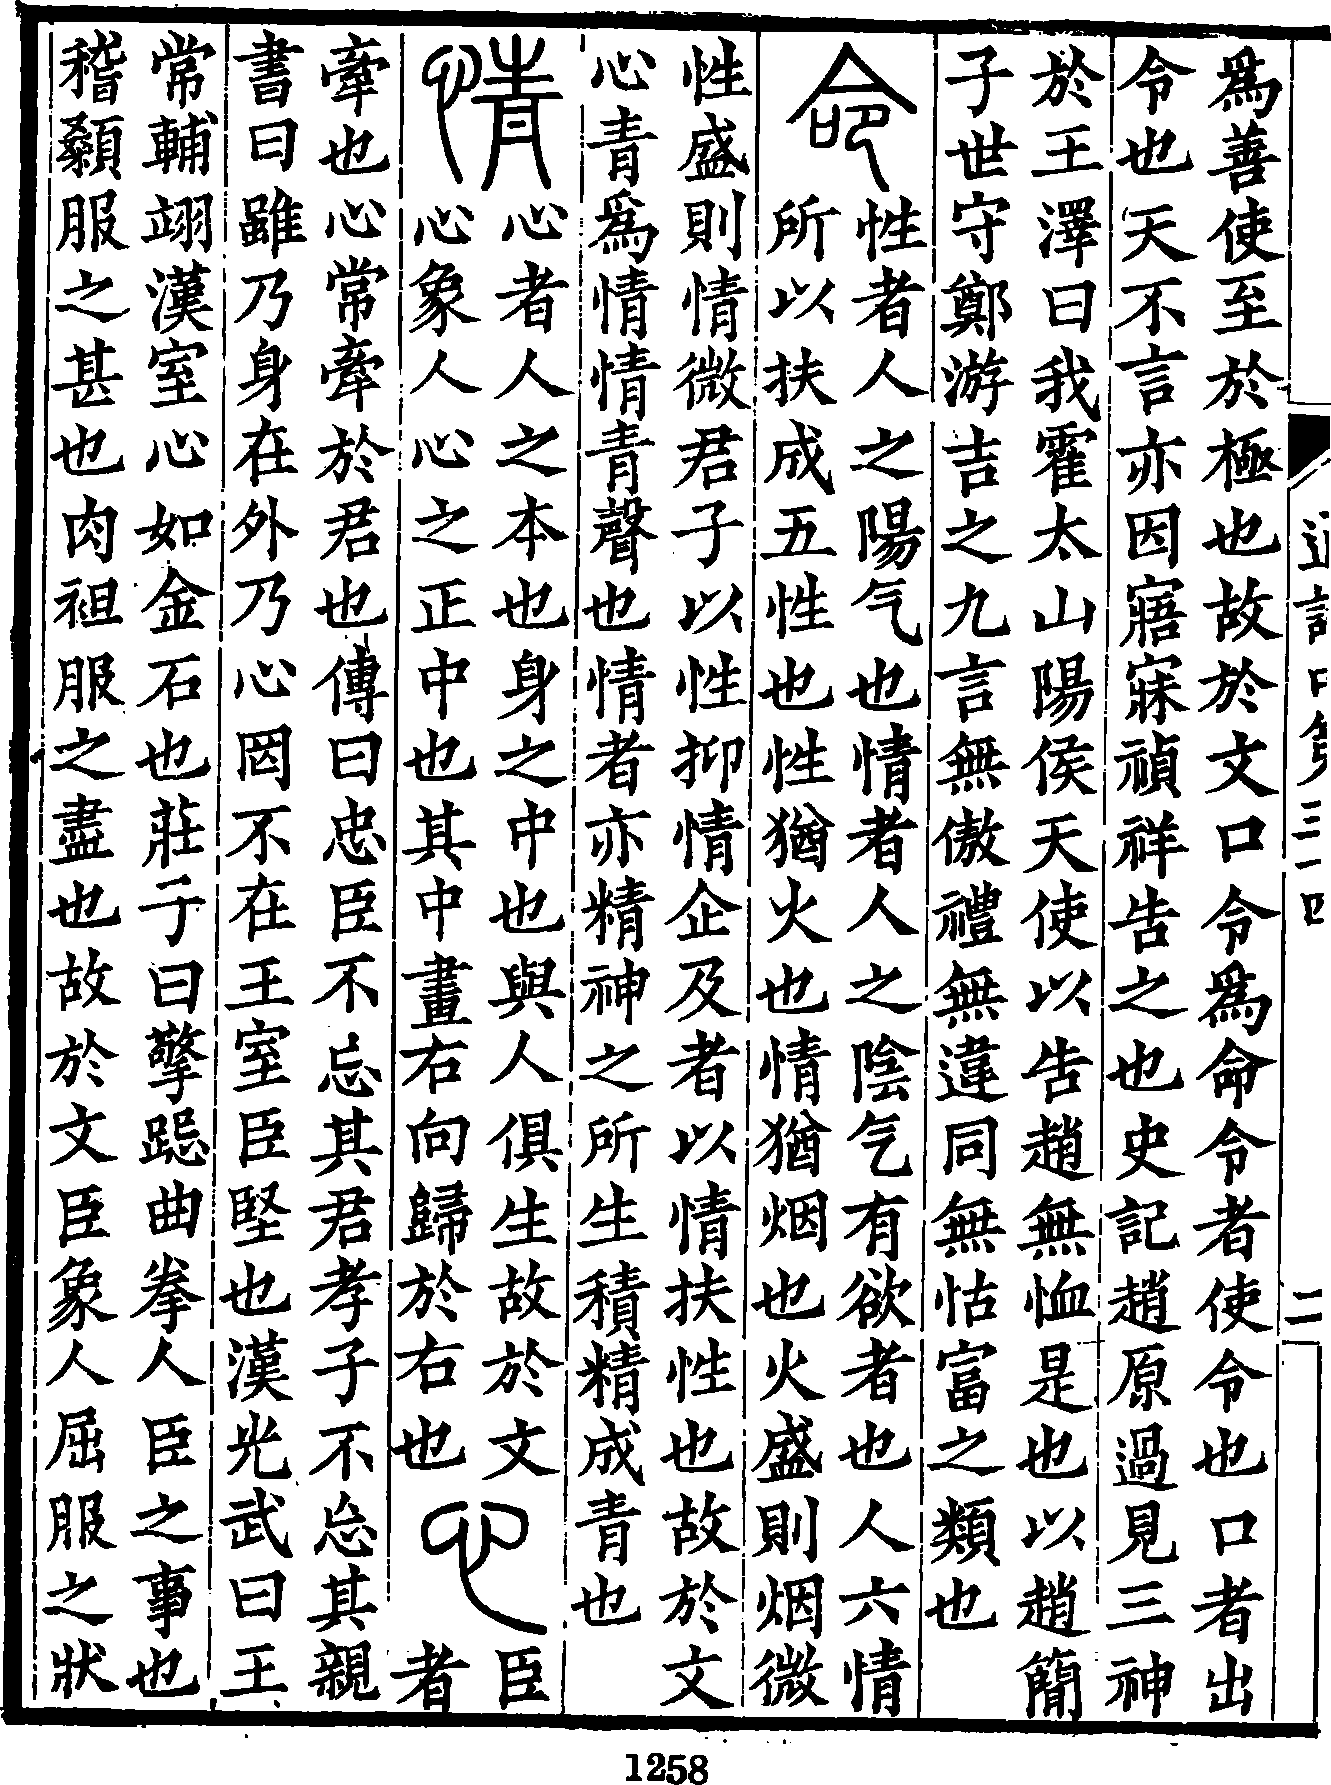 爲善使至於極也故於文口令爲命令者使令也口者出
令也天不言亦因寤寐禎祥告之也史記趙原過見三神
於王澤曰我霍太山陽侯天使以告趙無恤是也以趙簡
子世守鄭游吉之九言無傲禮無違同無怙富之類也
命
性者人之陽气也情者人之陰气有欲者也人六情
所以扶成五性也性猶火也情猶烟也火盛則烟微
性盛則情微君子以性抑情企及者以情扶性也故於文
心青爲情情青聲也情者亦精神之所生積精成青也
情
心者人之本也身之中也與人俱生故於文
心象人心之正中也其中畫右向歸於右也
心
臣
者
牽也心常牽於君也傳曰忠臣不忘其君孝子不忘其親
書曰雖乃身在外乃心罔不在王室臣堅也漢光武曰王
常輔翊漢室心如金石也莊子曰擎跽曲拳人臣之事也
稽顙服之甚也肉袒服之盡也故於文臣象人屈服之狀
二
1258